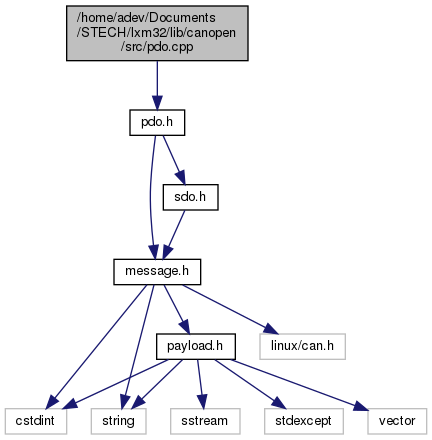 /home/adev/Documents
/STECH/lxm32/lib/canopen
/src/pdo.cpp
pdo.h
sdo.h
message.h
payload.h
linux/can.h
cstdint
string
sstream
stdexcept
vector